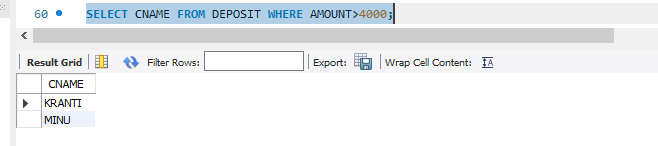 60 SELECT CNAME FROM DEPOSIT WHERE AMOUNT>4000;
Result Grid Filter Rows: Export: Wrap Cell Content: IA
CNAME
KRANTI
MINU